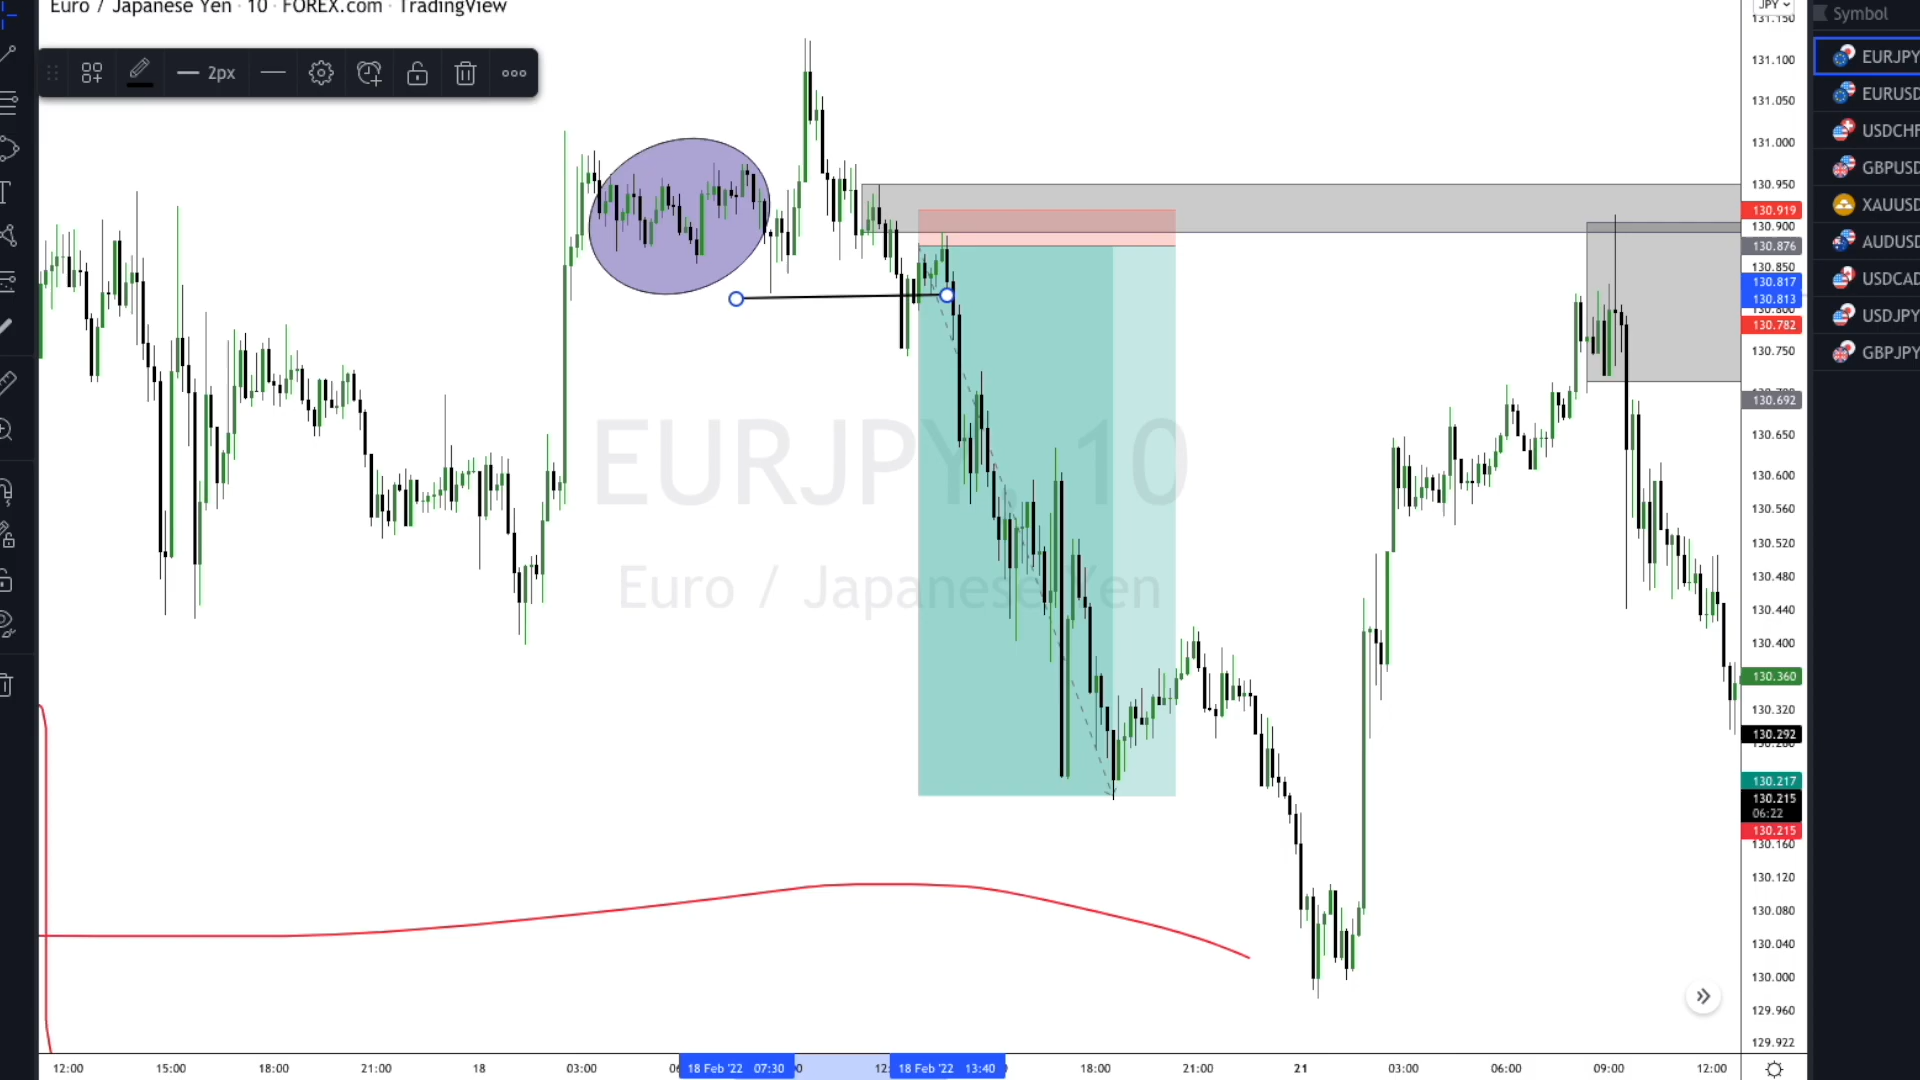 Euro / Japanese Yen · 10 · FOREX.com · TradingView
2px
EURJPY, 10
Euro / Japanese Yen
JPY
131.150
131.100
131.050
131.000
130.950
130.919
130.900
130.876
130.850
130.817
130.813
130.800
130.782
130.750
130.692
130.650
130.600
130.560
130.520
130.480
130.440
130.400
130.360
130.320
130.292
130.217
130.215
06:22
130.215
130.160
130.120
130.080
130.040
130.000
129.960
129.922
12:00 15:00 18:00 21:00 18 03:00 18 Feb '22 07:30 18 Feb '22 13:40 18:00 21:00 21 03:00 06:00 09:00 12:00
Symbol
EURJPY
EURUSD
USDCHF
GBPUSD
XAUUSD
AUDUSD
USDCAD
USDJPY
GBPJPY